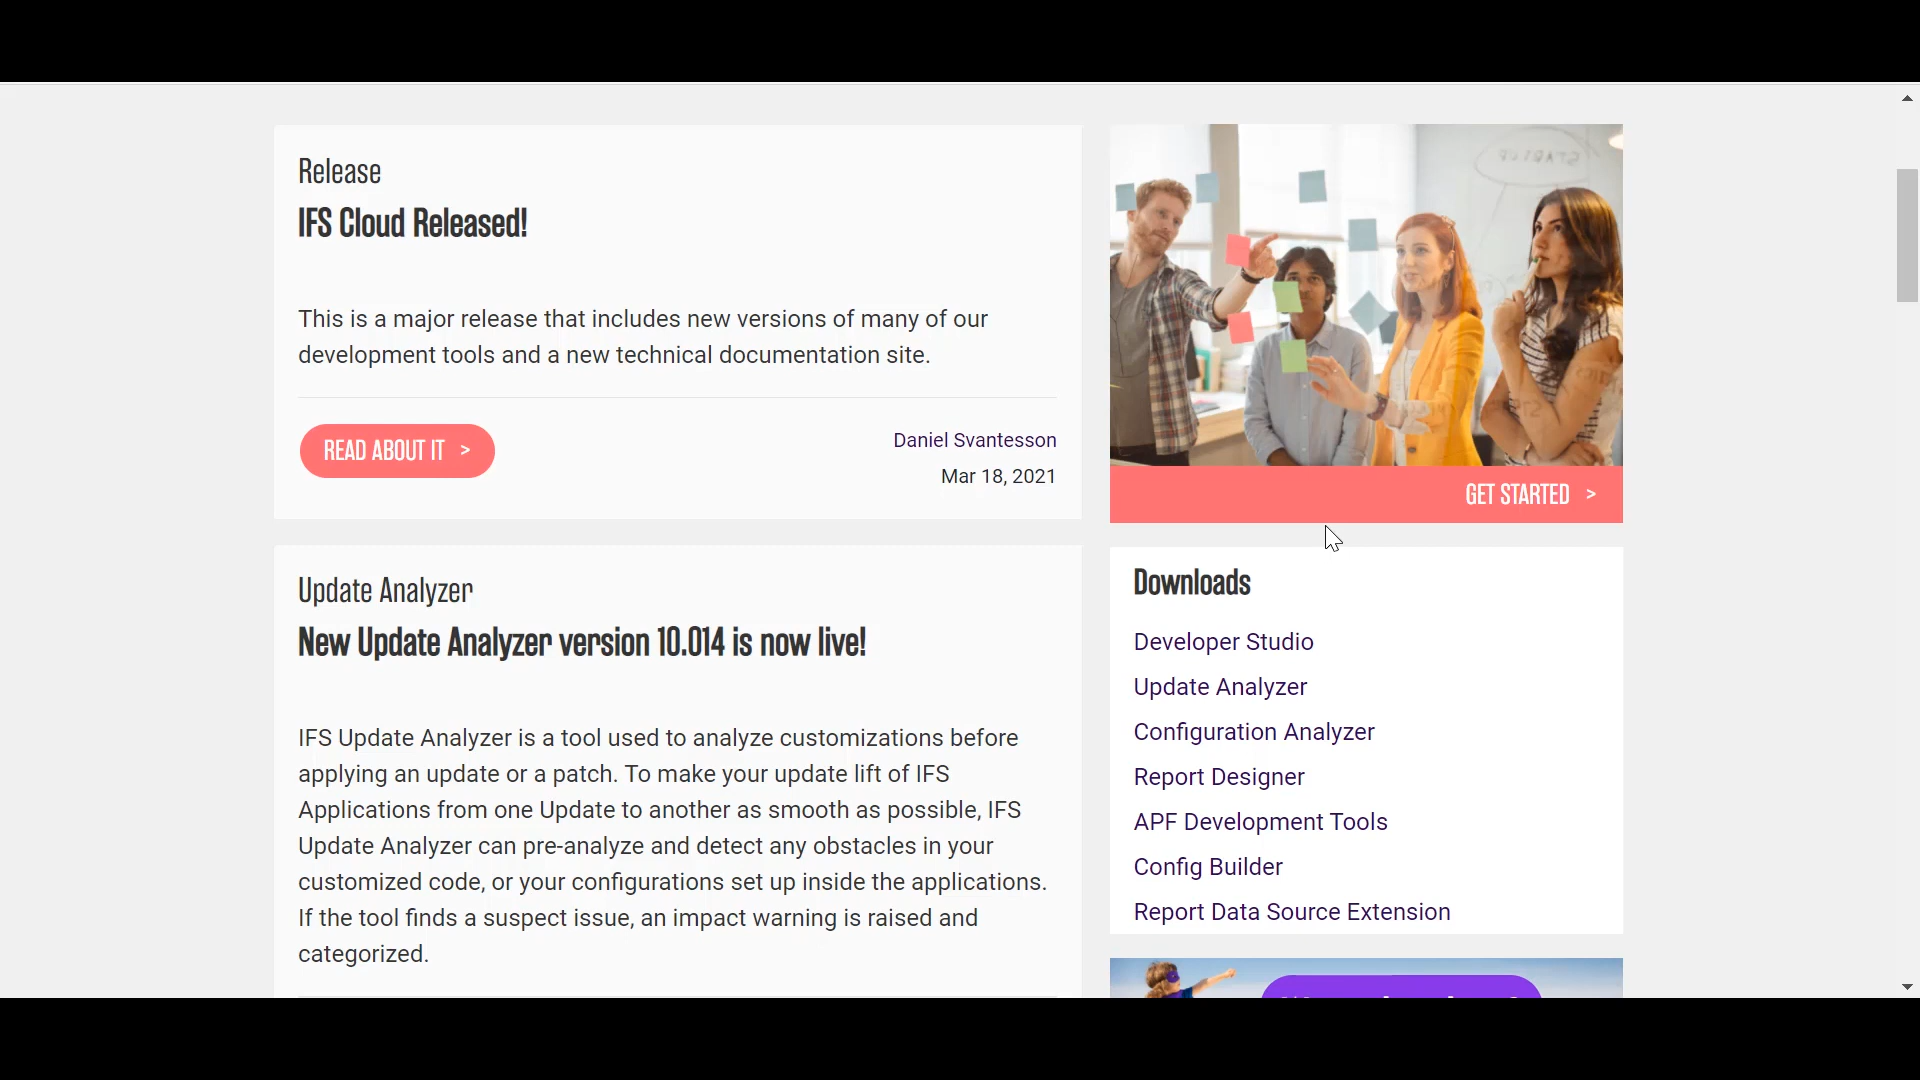 Release
IFS Cloud Released!
This is a major release that includes new versions of many of our
development tools and a new technical documentation site.
READ ABOUT IT >
Daniel Svantesson
Mar 18, 2021
Update Analyzer
New Update Analyzer version 10.014 is now live!
IFS Update Analyzer is a tool used to analyze customizations before
applying an update or a patch. To make your update lift of IFS
Applications from one Update to another as smooth as possible, IFS
Update Analyzer can pre-analyze and detect any obstacles in your
customized code, or your configurations set up inside the applications.
If the tool finds a suspect issue, an impact warning is raised and
categorized.
GET STARTED >
Downloads
Developer Studio
Update Analyzer
Configuration Analyzer
Report Designer
APF Development Tools
Config Builder
Report Data Source Extension